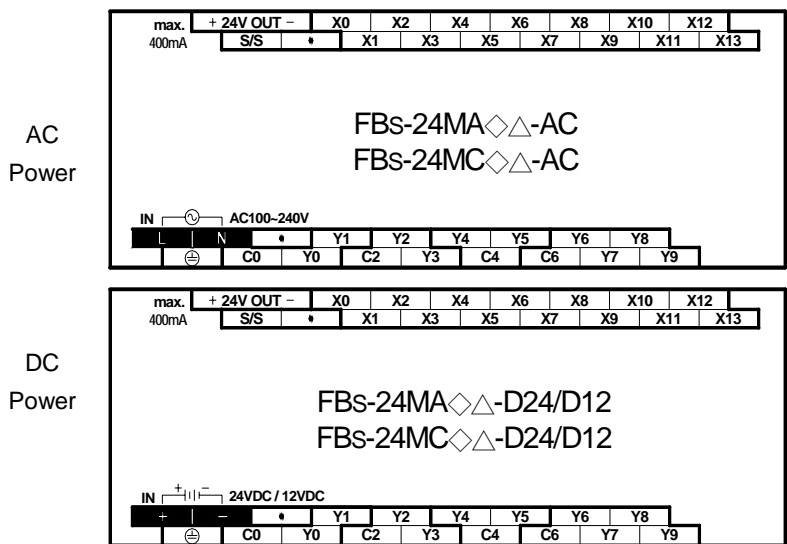 max. + 24V OUT − X0 X2 X4 X6 X8 X10 X12
400mA S/S • X1 X3 X5 X7 X9 X11 X13
AC
Power
FBs-24MA◇△-AC
FBs-24MC◇△-AC
IN AC100~240V
L N • Y1 Y2 Y4 Y5 Y6 Y8
C0 Y0 C2 Y3 C4 C6 Y7 Y9
max. + 24V OUT − X0 X2 X4 X6 X8 X10 X12
400mA S/S • X1 X3 X5 X7 X9 X11 X13
DC
Power
FBs-24MA◇△-D24/D12
FBs-24MC◇△-D24/D12
IN + − 24VDC / 12VDC
+ − • Y1 Y2 Y4 Y5 Y6 Y8
C0 Y0 C2 Y3 C4 C6 Y7 Y9